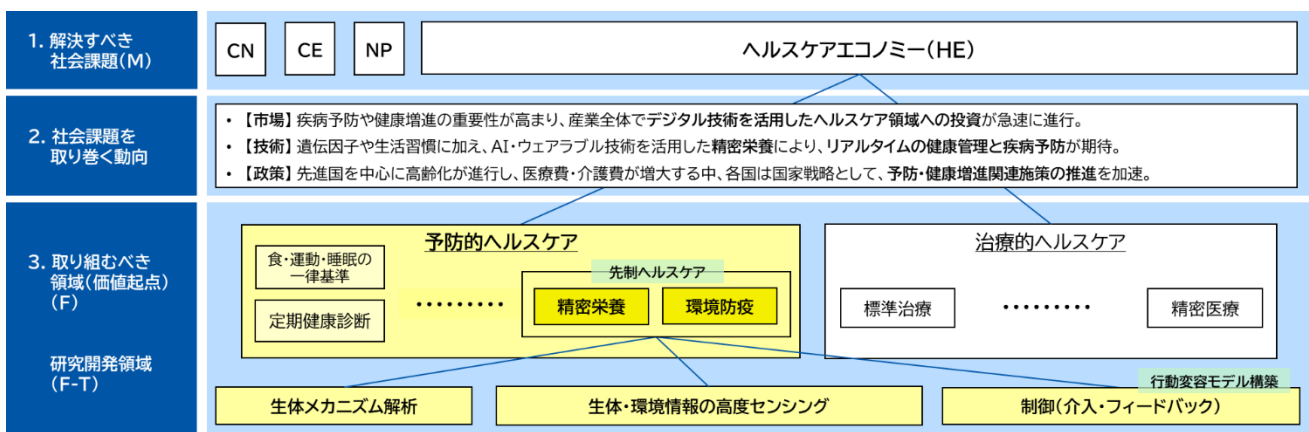 1. 解決すべき
社会課題(M)
CN
CE
NP
ヘルスケアエコノミー(HE)
2. 社会課題を
取り巻く動向
• 【市場】 疾病予防や健康増進の重要性が高まり、産業全体でデジタル技術を活用したヘルスケア領域への投資が急速に進行。
• 【技術】 遺伝因子や生活習慣に加え、AI・ウェアラブル技術を活用した精密栄養により、リアルタイムの健康管理と疾病予防が期待。
• 【政策】 先進国を中心に高齢化が進行し、医療費・介護費が増大する中、各国は国家戦略として、予防・健康増進関連施策の推進を加速。
3. 取り組むべき
領域(価値起点)
(F)
予防的ヘルスケア
食・運動・睡眠の
一律基準
定期健康診断
・・・・・・・・・
先制ヘルスケア
精密栄養
環境防疫
治療的ヘルスケア
標準治療
・・・・・・・・・
精密医療
研究開発領域
(F-T)
生体メカニズム解析
生体・環境情報の高度センシング
行動変容モデル構築
制御(介入・フィードバック)